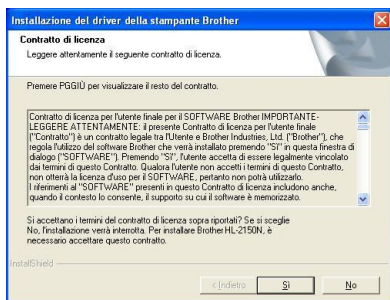 Installazione del driver della stampante Brother
Contratto di licenza
Leggere attentamente il seguente contratto di licenza.
Premere PGGIÙ per visualizzare il resto del contratto.
Contratto di licenza per l'utente finale per il SOFTWARE Brother IMPORTANTE-
LEGGERE ATTENTAMENTE: il presente Contratto di licenza per l'utente finale
("Contratto") è un contratto legale tra l'Utente e Brother Industries, Ltd. ("Brother"), che
regola l'utilizzo del software Brother che verrà installato premendo "Sì" in questa finestra di
dialogo ("SOFTWARE"). Premendo "Sì", l'utente accetta di essere legalmente vincolato
dai termini di questo Contratto. Qualora l'utente non accetti i termini di questo Contratto,
non otterrà la licenza d'uso per il SOFTWARE, pertanto non potrà utilizzarlo.
I riferimenti al "SOFTWARE" presenti in questo Contratto di licenza includono anche,
quando il contesto lo consente, il supporto su cui il software è memorizzato.
Si accettano i termini del contratto di licenza sopra riportati? Se si sceglie
No, l'installazione verrà interrotta. Per installare Brother HL-2150N, è
necessario accettare questo contratto.
InstallShield
< Indietro
Sì
No